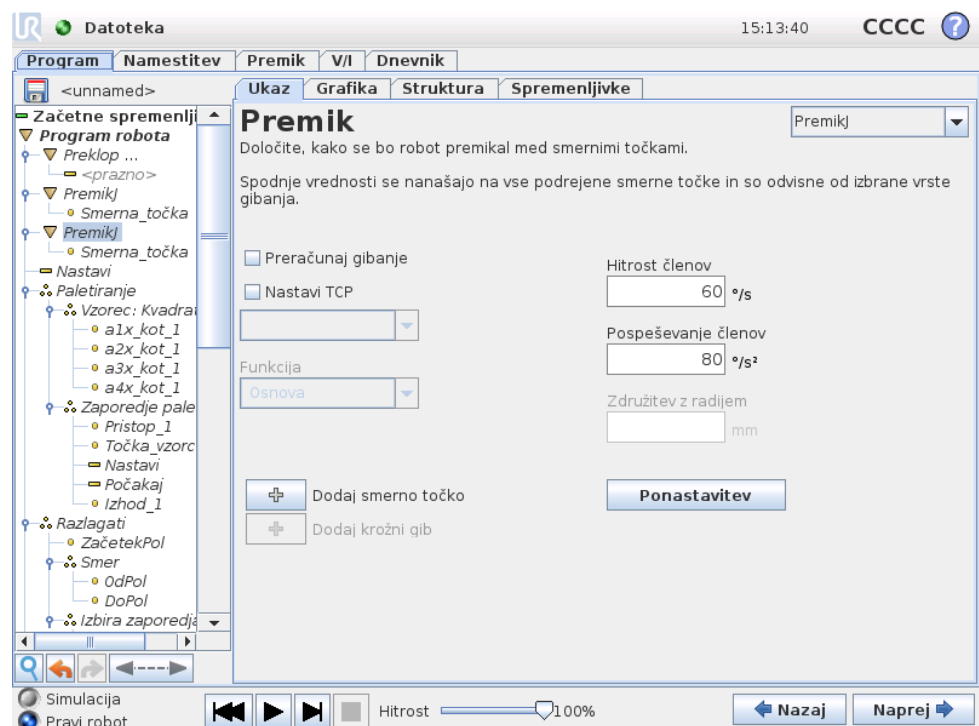 UR Datoteka 15:13:40 CCCC ?
Program Namestitev Premik V/I Dnevnik
<unnamed>
Ukaz Grafika Struktura Spremenljivke
Začetne spremenlji
Program robota
Preklop ...
<prazno>
PremikJ
Smerna_točka
PremikJ
Smerna_točka
Nastavi
Paletiranje
Vzorec: Kvadrat
a1x_kot_1
a2x_kot_1
a3x_kot_1
a4x_kot_1
Zaporedje pale
Pristop_1
Točka_vzorc
Nastavi
Počakaj
Izhod_1
Razlagati
ZačetekPol
Smer
OdPol
DoPol
Izbira zaporedja
Premik
PremikJ
Določite, kako se bo robot premikal med smernimi točkami.
Spodnje vrednosti se nanašajo na vse podrejene smerne točke in so odvisne od izbrane vrste
gibanja.
Preračunaj gibanje
Nastavi TCP
Funkcija
Osnova
Hitrost členov
60 °/s
Pospeševanje členov
80 °/s²
Združitev z radijem
mm
Dodaj smerno točko
Dodaj krožni gib
Ponastavitev
Simulacija
Pravi robot
Hitrost 100%
Nazaj
Naprej